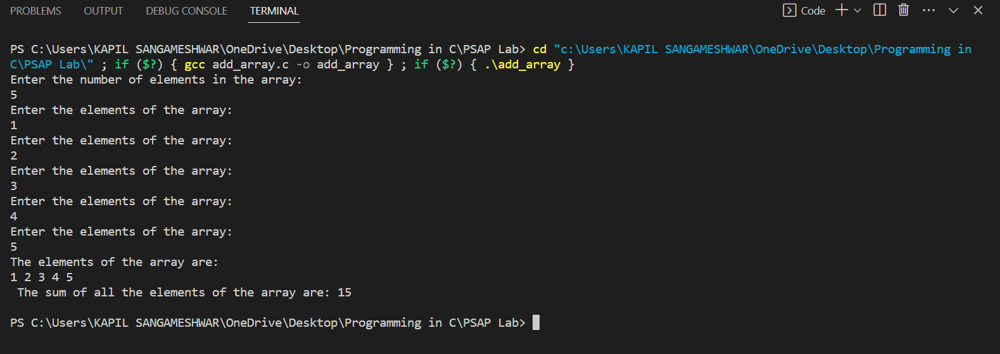 PROBLEMS OUTPUT DEBUG CONSOLE TERMINAL Code
PS C:\Users\KAPIL SANGAMESHWAR\OneDrive\Desktop\Programming in C\PSAP Lab> cd "c:\Users\KAPIL SANGAMESHWAR\OneDrive\Desktop\Programming in
C\PSAP Lab\" ; if ($?) { gcc add_array.c -o add_array } ; if ($?) { .\add_array }
Enter the number of elements in the array:
5
Enter the elements of the array:
1
Enter the elements of the array:
2
Enter the elements of the array:
3
Enter the elements of the array:
4
Enter the elements of the array:
5
The elements of the array are:
1 2 3 4 5
The sum of all the elements of the array are: 15
PS C:\Users\KAPIL SANGAMESHWAR\OneDrive\Desktop\Programming in C\PSAP Lab>